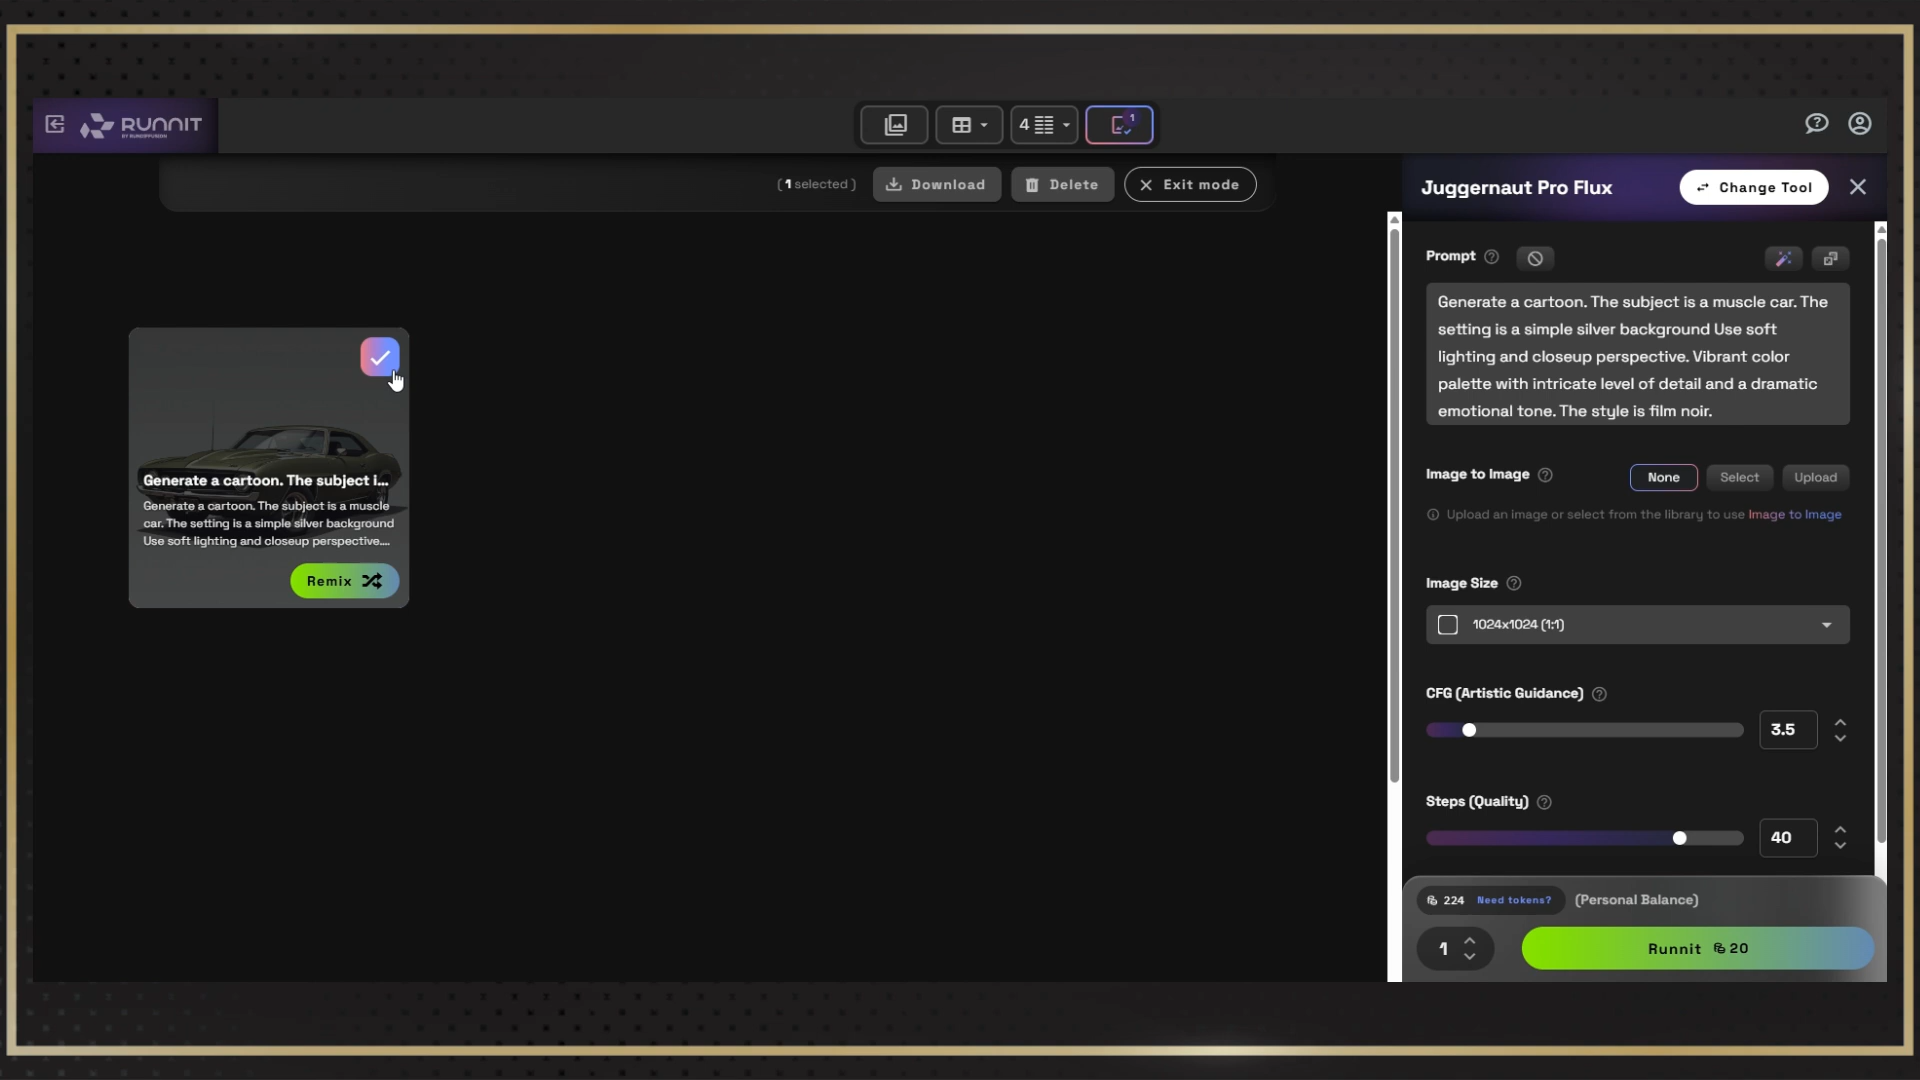 RUNNIT
BY RUNDIFFUSION
4
1
( 1 selected )
Download
Delete
Exit mode
Juggernaut Pro Flux
Change Tool
Prompt
Generate a cartoon. The subject is a muscle car. The
setting is a simple silver background Use soft
lighting and closeup perspective. Vibrant color
palette with intricate level of detail and a dramatic
emotional tone. The style is film noir.
Generate a cartoon. The subject i...
Generate a cartoon. The subject is a muscle
car. The setting is a simple silver background
Use soft lighting and closeup perspective....
Remix
Image to Image
None
Select
Upload
Upload an image or select from the library to use Image to Image
Image Size
1024x1024 (1:1)
CFG (Artistic Guidance)
3.5
Steps (Quality)
40
224
Need tokens?
(Personal Balance)
1
Runnit 20